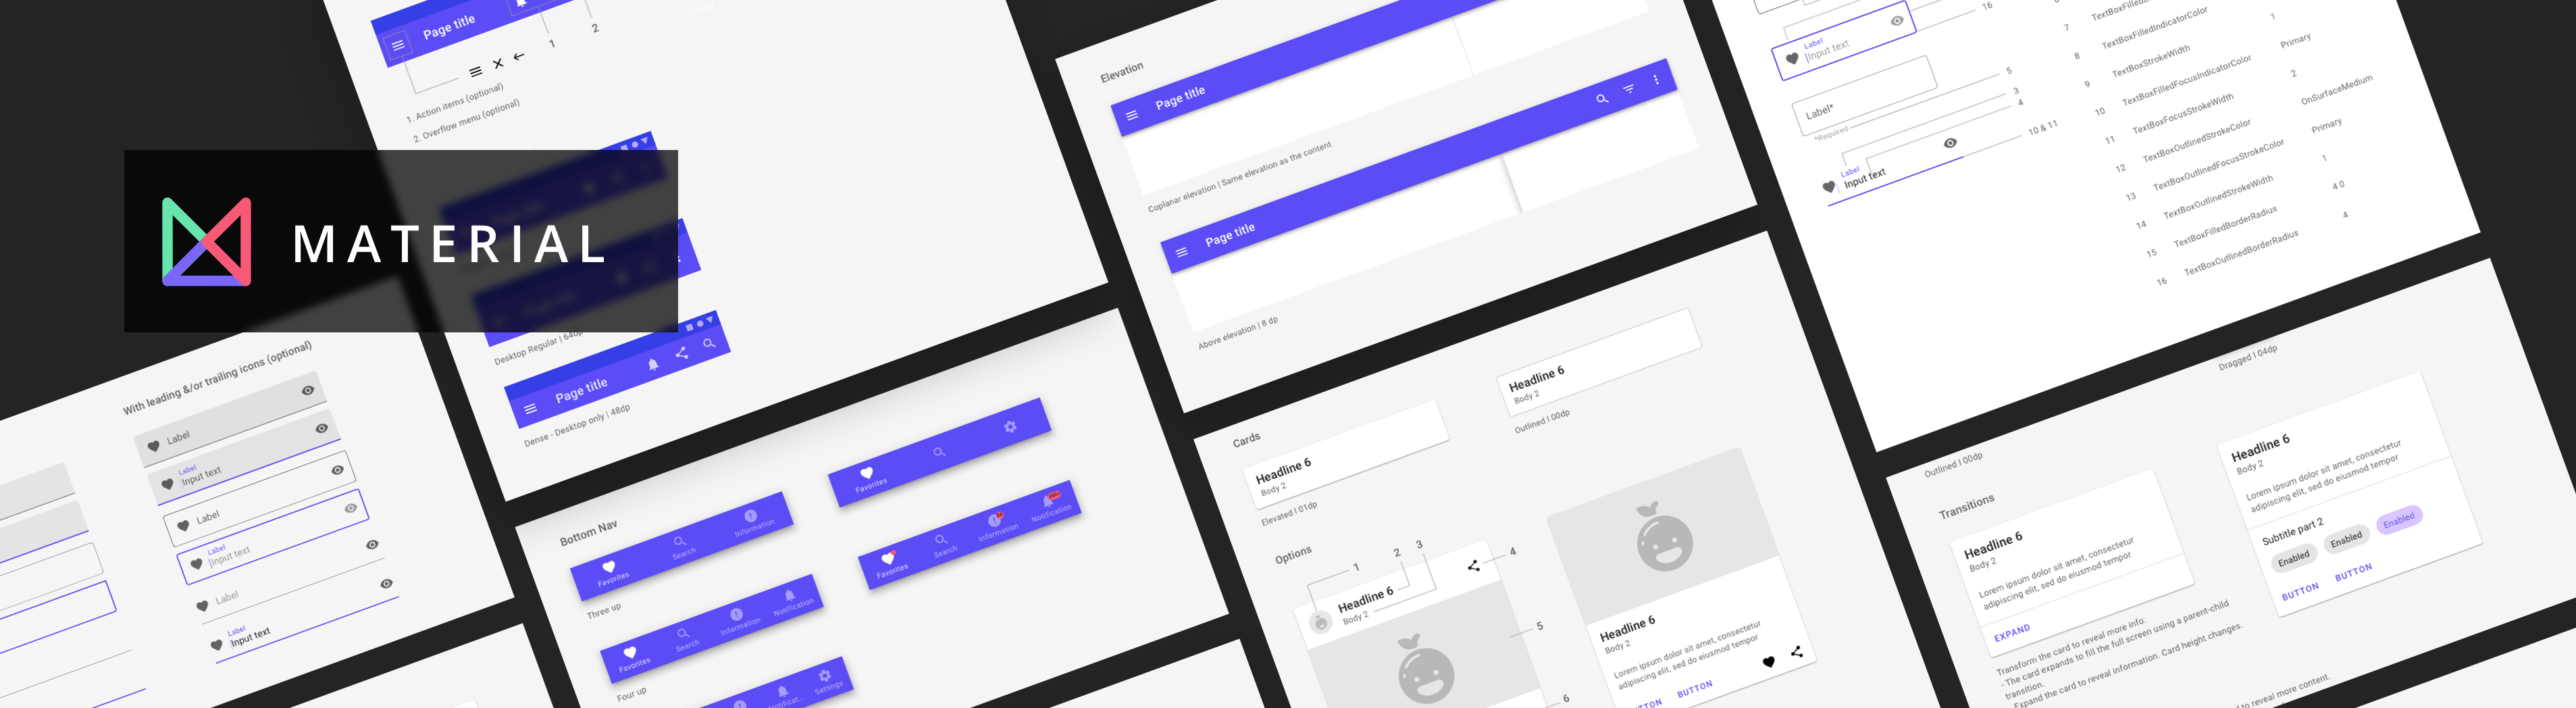 MATERIAL
Page title
1
2
1. Action items (optional)
2. Overflow menu (optional)
Desktop Regular | 64dp
Page title
Dense - Desktop only | 48dp
With leading &/or trailing icons (optional)
Label
Label
Input text
Label
Label
Input text
Label
Label
Input text
Bottom Nav
Favorites
Search
Information
Three up
Favorites
Search
Information
Notification
Four up
Notificat...
Settings
Favorites
Favorites
Search
Information
Notification
Elevation
Page title
Coplanar elevation | Same elevation as the content
Page title
Above elevation | 8 dp
Cards
Headline 6
Body 2
Elevated | 01dp
Headline 6
Body 2
Outlined | 00dp
Options
1
2
3
4
5
6
Headline 6
Body 2
Headline 6
Body 2
Lorem ipsum dolor sit amet, consectetur
adipiscing elit, sed do eiusmod tempor
BUTTON
Label
Input text
16
Label*
*Required
5
3
4
10 & 11
Label
Input text
7
TextBoxFilledIndicatorColor
1
8
TextBoxStrokeWidth
Primary
9
TextBoxFilledFocusIndicatorColor
2
10
TextBoxFocusStrokeWidth
OnSurfaceMedium
11
TextBoxOutlinedStrokeColor
Primary
12
TextBoxOutlinedFocusStrokeColor
1
13
TextBoxOutlinedStrokeWidth
4 0
14
TextBoxFilledBorderRadius
4
15
TextBoxOutlinedBorderRadius
16
Outlined | 00dp
Dragged | 04dp
Transitions
Headline 6
Body 2
Lorem ipsum dolor sit amet, consectetur
adipiscing elit, sed do eiusmod tempor
EXPAND
Transform the card to reveal more info:
- The card expands to fill the full screen using a parent-child
transition.
- Expand the card to reveal information. Card height changes.
to reveal more content.
Headline 6
Body 2
Lorem ipsum dolor sit amet, consectetur
adipiscing elit, sed do eiusmod tempor
Subtitle part 2
Enabled
Enabled
Enabled
BUTTON
BUTTON